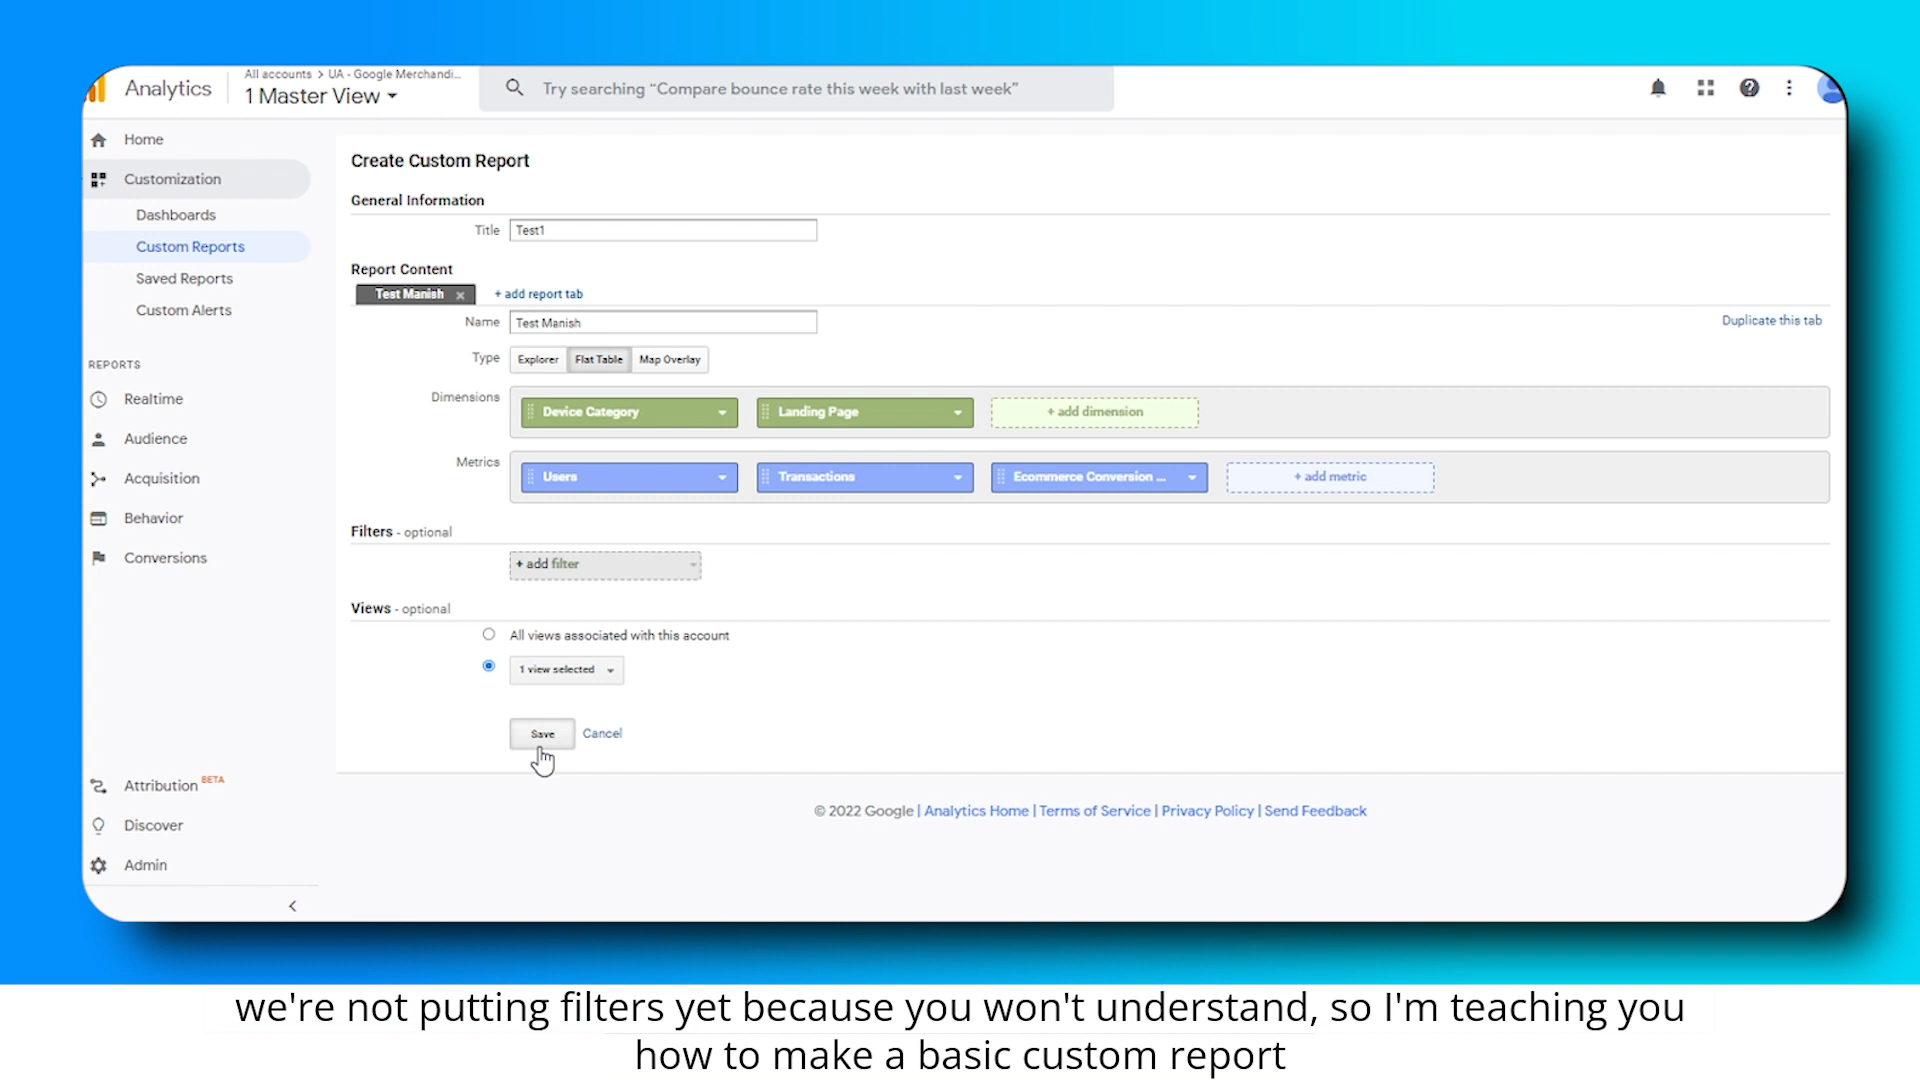 Analytics
All accounts > UA - Google Merchandi...
1 Master View
Try searching “Compare bounce rate this week with last week”
Home
Customization
Dashboards
Custom Reports
Saved Reports
Custom Alerts
REPORTS
Realtime
Audience
Acquisition
Behavior
Conversions
Attribution BETA
Discover
Admin
Create Custom Report
General Information
Title Test1
Report Content
Test Manish x + add report tab
Name Test Manish Duplicate this tab
Type Explorer Flat Table Map Overlay
Dimensions Device Category Landing Page + add dimension
Metrics Users Transactions Ecommerce Conversion ... + add metric
Filters - optional
+ add filter
Views - optional
All views associated with this account
1 view selected
Save Cancel
© 2022 Google | Analytics Home | Terms of Service | Privacy Policy | Send Feedback
we're not putting filters yet because you won't understand, so I'm teaching you
how to make a basic custom report